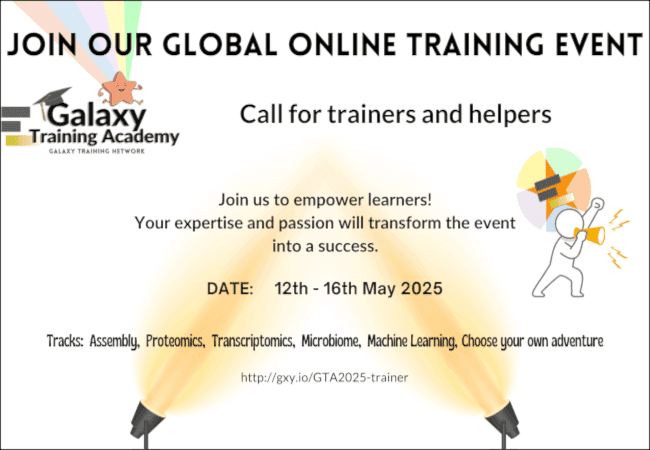 JOIN OUR GLOBAL ONLINE TRAINING EVENT
Galaxy
Training Academy
GALAXY TRAINING NETWORK
Call for trainers and helpers
Join us to empower learners!
Your expertise and passion will transform the event
into a success.
DATE: 12th - 16th May 2025
Tracks: Assembly, Proteomics, Transcriptomics, Microbiome, Machine Learning, Choose your own adventure
http://gxy.io/GTA2025-trainer